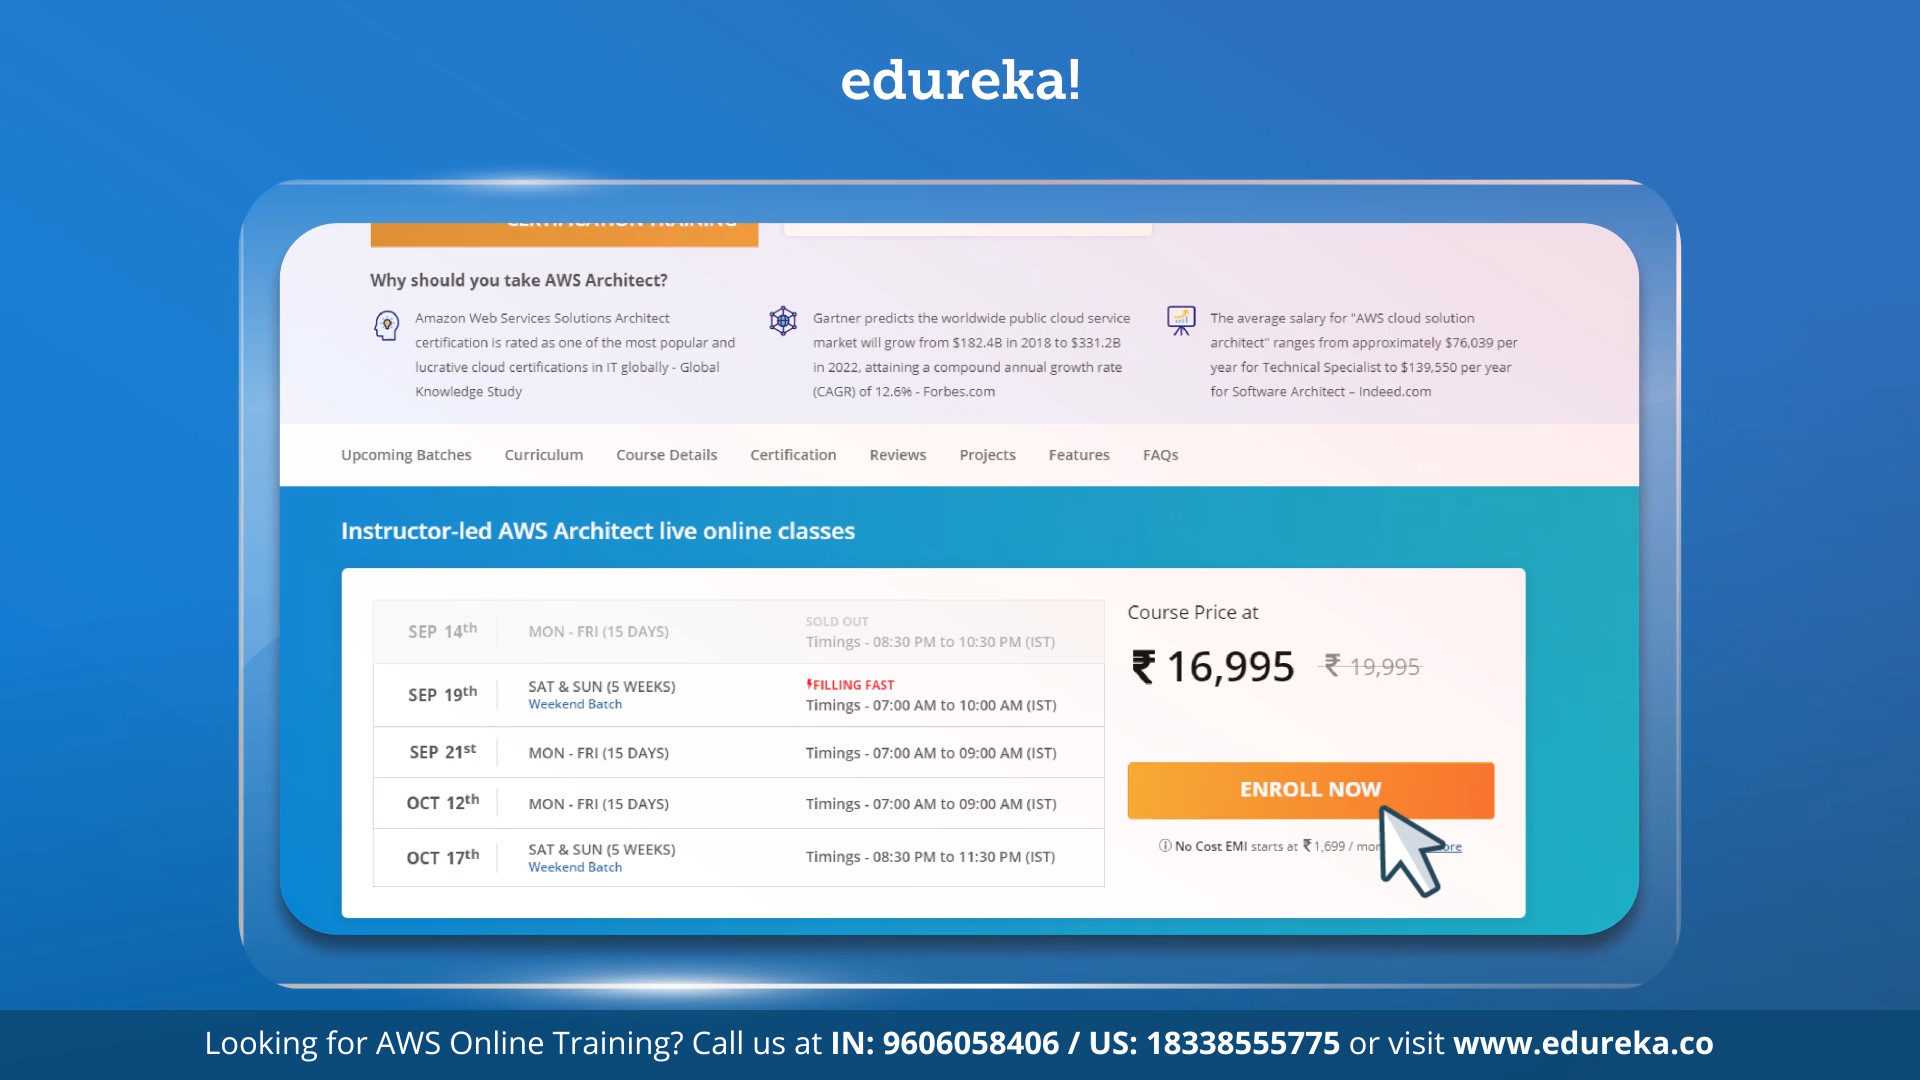 edureka!
CERTIFICATION TRAINING
Why should you take AWS Architect?
Amazon Web Services Solutions Architect
certification is rated as one of the most popular and
lucrative cloud certifications in IT globally - Global
Knowledge Study
Gartner predicts the worldwide public cloud service
market will grow from $182.4B in 2018 to $331.2B
in 2022, attaining a compound annual growth rate
(CAGR) of 12.6% - Forbes.com
The average salary for "AWS cloud solution
architect" ranges from approximately $76,039 per
year for Technical Specialist to $139,550 per year
for Software Architect – Indeed.com
Upcoming Batches Curriculum Course Details Certification Reviews Projects Features FAQs
Instructor-led AWS Architect live online classes
SEP 14th MON - FRI (15 DAYS) SOLD OUT
Timings - 08:30 PM to 10:30 PM (IST)
SEP 19th SAT & SUN (5 WEEKS) FILLING FAST
Weekend Batch Timings - 07:00 AM to 10:00 AM (IST)
SEP 21st MON - FRI (15 DAYS) Timings - 07:00 AM to 09:00 AM (IST)
OCT 12th MON - FRI (15 DAYS) Timings - 07:00 AM to 09:00 AM (IST)
OCT 17th SAT & SUN (5 WEEKS) Timings - 08:30 PM to 11:30 PM (IST)
Weekend Batch
Course Price at
₹ 16,995 ₹ 19,995
ENROLL NOW
No Cost EMI starts at ₹1,699 /
Looking for AWS Online Training? Call us at IN: 9606058406 / US: 18338555775 or visit www.edureka.co